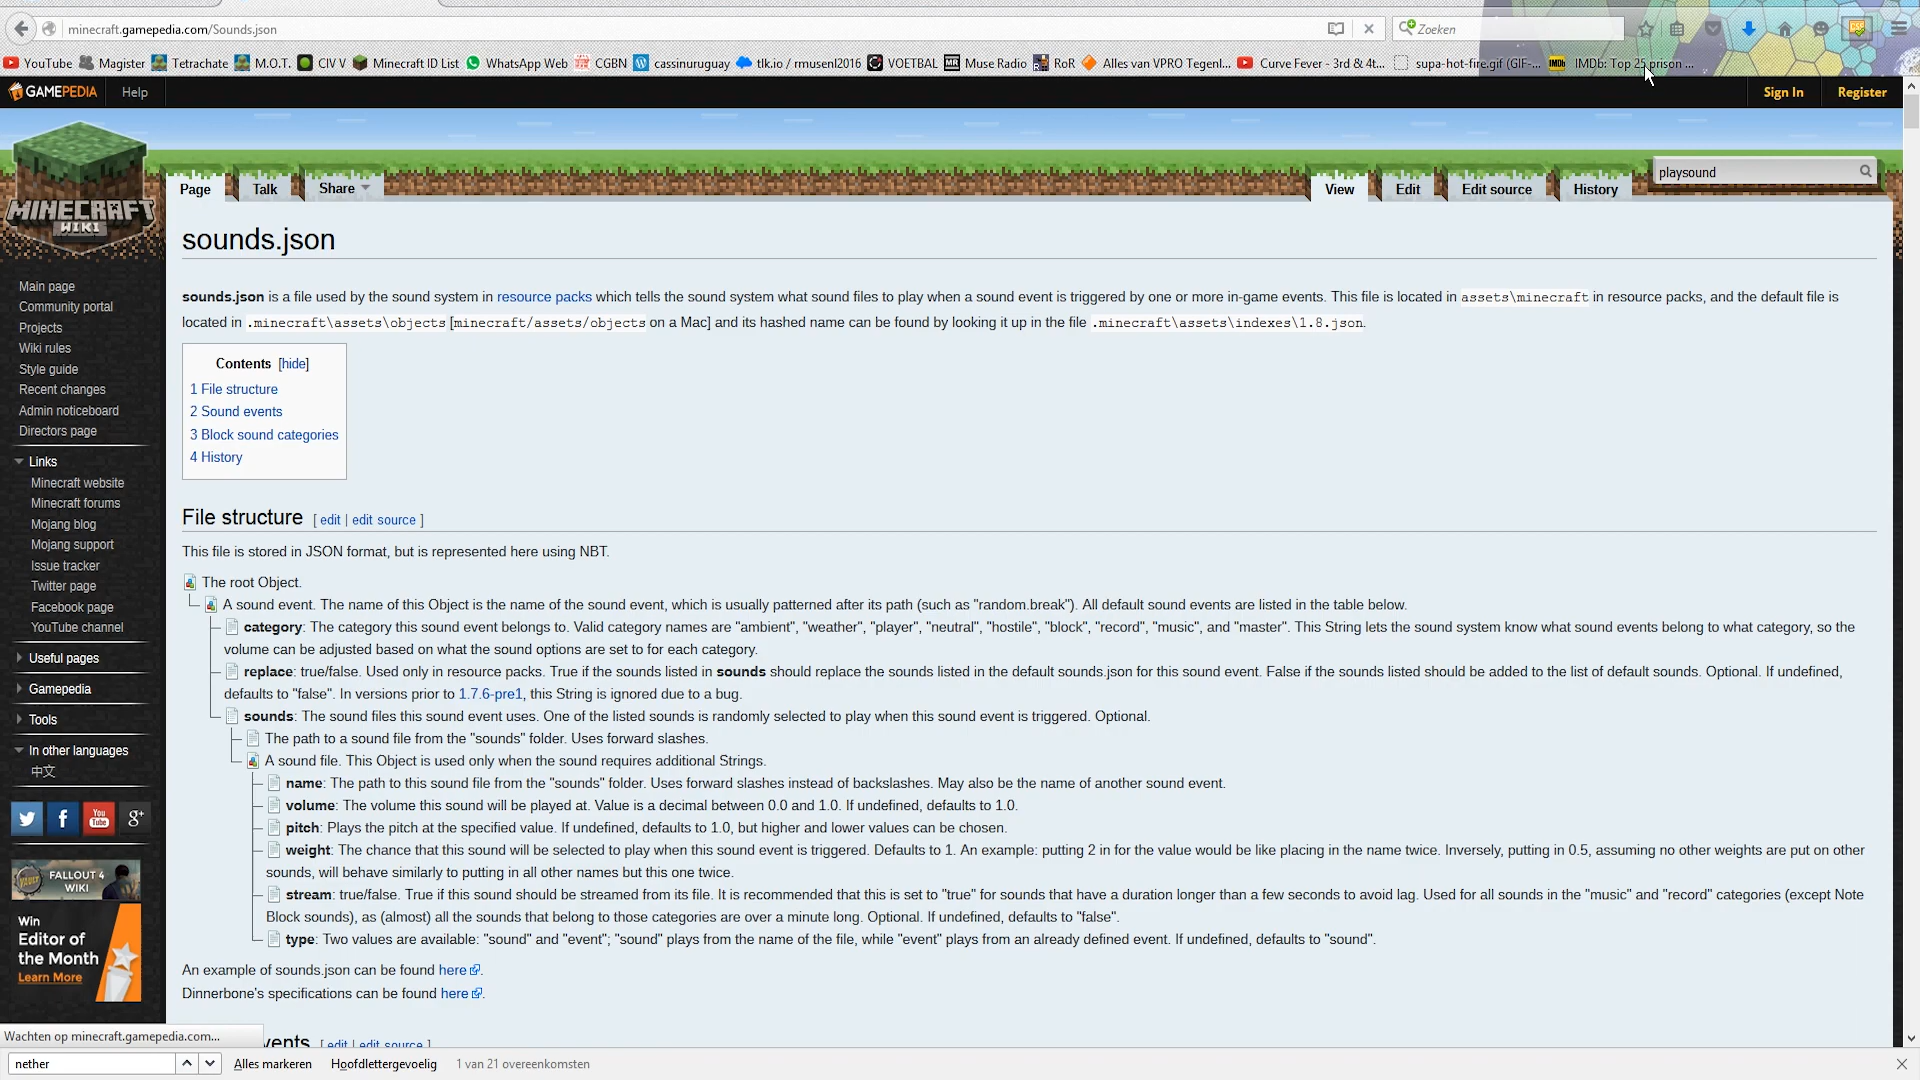 minecraft.gamepedia.com/Sounds.json
Zoeken
YouTube Magister Tetrachate M.O.T. CIV V Minecraft ID List WhatsApp Web CGBN cassinuruguay tlk.io / rmusenl2016 VOETBAL Muse Radio RoR Alles van VPRO Tegenl... Curve Fever - 3rd & 4t... supa-hot-fire.gif (GIF-... IMDb: Top 25 prison ...
GAMEPEDIA Help Sign In Register
playsound
Page Talk Share View Edit Edit source History
MINECRAFT
WIKI
sounds.json
sounds.json is a file used by the sound system in resource packs which tells the sound system what sound files to play when a sound event is triggered by one or more in-game events. This file is located in assets\minecraft in resource packs, and the default file is
located in .minecraft\assets\objects [minecraft/assets/objects on a Mac] and its hashed name can be found by looking it up in the file .minecraft\assets\indexes\1.8.json.
Contents [hide]
1 File structure
2 Sound events
3 Block sound categories
4 History
File structure [ edit | edit source ]
This file is stored in JSON format, but is represented here using NBT.
The root Object.
A sound event. The name of this Object is the name of the sound event, which is usually patterned after its path (such as "random.break"). All default sound events are listed in the table below.
category: The category this sound event belongs to. Valid category names are "ambient", "weather", "player", "neutral", "hostile", "block", "record", "music", and "master". This String lets the sound system know what sound events belong to what category, so the
volume can be adjusted based on what the sound options are set to for each category.
replace: true/false. Used only in resource packs. True if the sounds listed in sounds should replace the sounds listed in the default sounds.json for this sound event. False if the sounds listed should be added to the list of default sounds. Optional. If undefined,
defaults to "false". In versions prior to 1.7.6-pre1, this String is ignored due to a bug.
sounds: The sound files this sound event uses. One of the listed sounds is randomly selected to play when this sound event is triggered. Optional.
The path to a sound file from the "sounds" folder. Uses forward slashes.
A sound file. This Object is used only when the sound requires additional Strings.
name: The path to this sound file from the "sounds" folder. Uses forward slashes instead of backslashes. May also be the name of another sound event.
volume: The volume this sound will be played at. Value is a decimal between 0.0 and 1.0. If undefined, defaults to 1.0.
pitch: Plays the pitch at the specified value. If undefined, defaults to 1.0, but higher and lower values can be chosen.
weight: The chance that this sound will be selected to play when this sound event is triggered. Defaults to 1. An example: putting 2 in for the value would be like placing in the name twice. Inversely, putting in 0.5, assuming no other weights are put on other
sounds, will behave similarly to putting in all other names but this one twice.
stream: true/false. True if this sound should be streamed from its file. It is recommended that this is set to "true" for sounds that have a duration longer than a few seconds to avoid lag. Used for all sounds in the "music" and "record" categories (except Note
Block sounds), as (almost) all the sounds that belong to those categories are over a minute long. Optional. If undefined, defaults to "false".
type: Two values are available: "sound" and "event"; "sound" plays from the name of the file, while "event" plays from an already defined event. If undefined, defaults to "sound".
An example of sounds.json can be found here.
Dinnerbone's specifications can be found here.
vents [ edit | edit source ]
Main page
Community portal
Projects
Wiki rules
Style guide
Recent changes
Admin noticeboard
Directors page
Links
Minecraft website
Minecraft forums
Mojang blog
Mojang support
Issue tracker
Twitter page
Facebook page
YouTube channel
Useful pages
Gamepedia
Tools
In other languages
中文
You
Tube
g+
FALLOUT 4
WIKI
Win
Editor of
the Month
Learn More
Wachten op minecraft.gamepedia.com...
nether Alles markeren Hoofdlettergevoelig 1 van 21 overeenkomsten